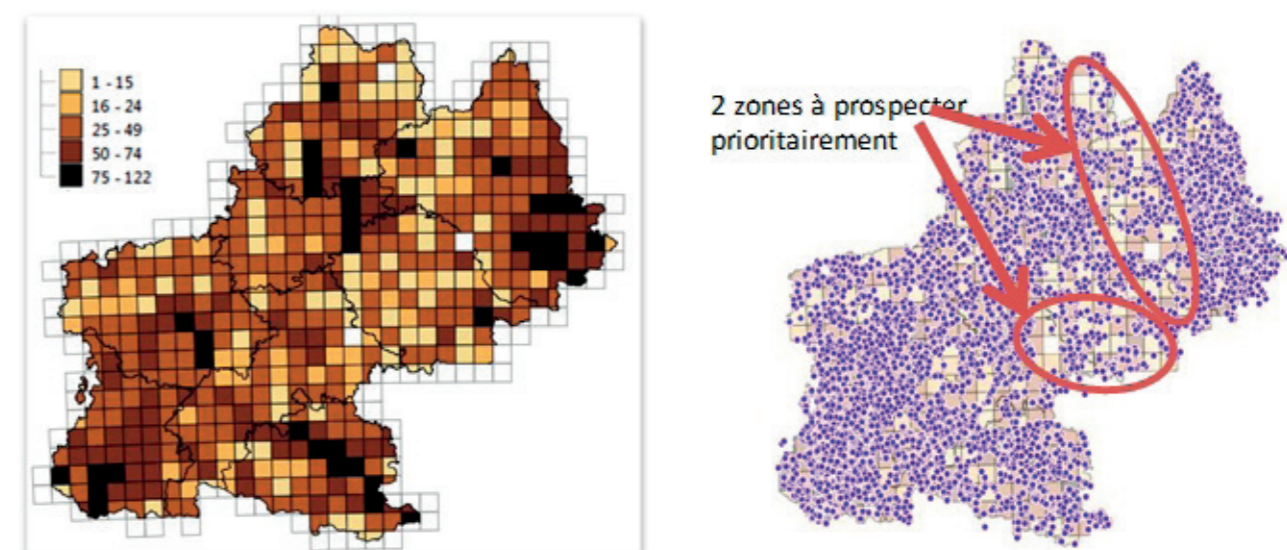 1 - 15
16 - 24
25 - 49
50 - 74
75 - 122
2 zones à prospecter
prioritairement